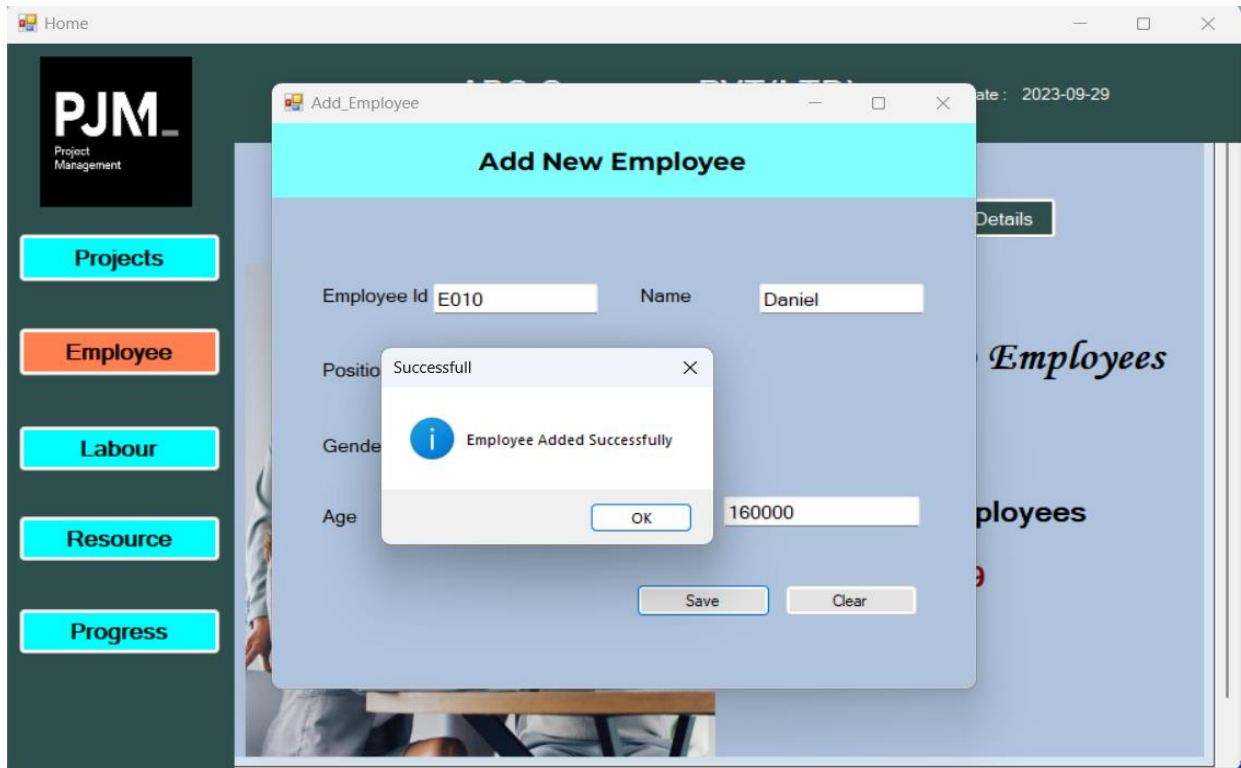 Home
PJM_
Project
Management
Add_Employee
ate : 2023-09-29
Add New Employee
Details
Projects
Employee Id E010 Name Daniel
Employee
Positio
Successfull
Employees
Gende
Employee Added Successfully
Labour
Age
OK
160000
ployees
Resource
9
Save Clear
Progress